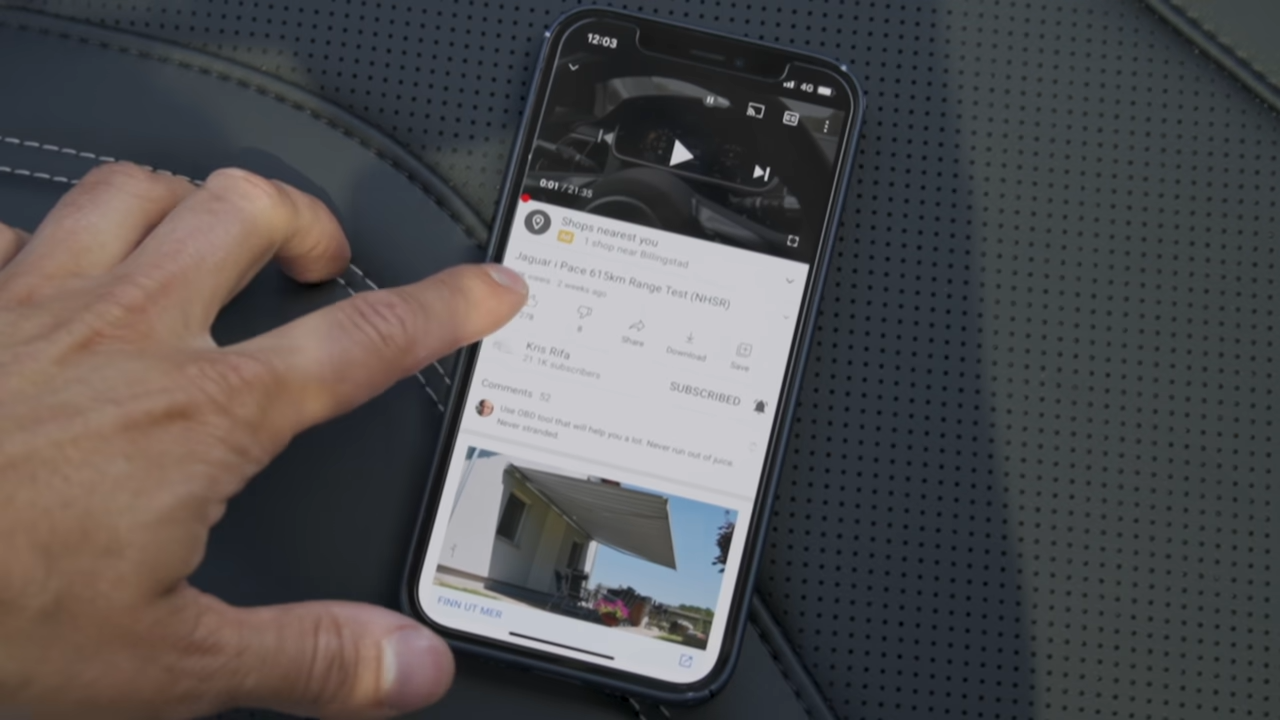 12:03
4G
CC
0:01 / 21:35
Shops nearest you
Ad 1 shop near Billingstad
Jaguar i Pace 615km Range Test (NHSR)
views 2 weeks ago
Share
Download
Save
Kris Rifa
21.1K subscribers
SUBSCRIBED
Comments 52
Use OBD tool that will help you a lot. Never run out of juice.
Never stranded.
FINN UT MER